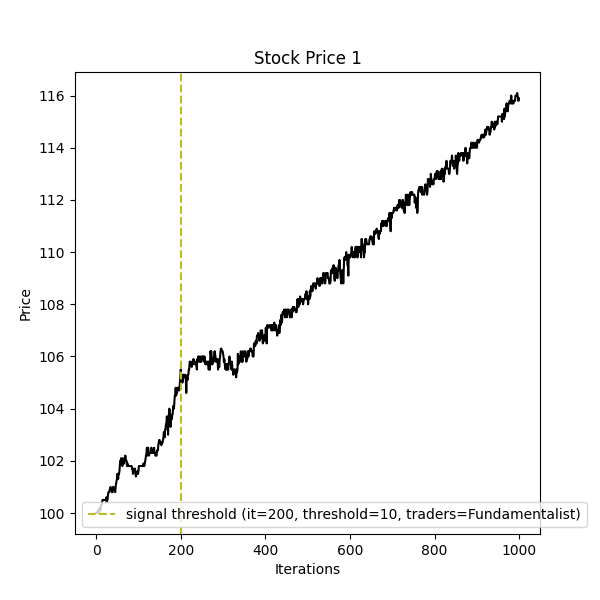 Stock Price 1
116
114
112
110
108
106
104
102
100
Price
signal threshold (it=200, threshold=10, traders=Fundamentalist)
0 200 400 600 800 1000
Iterations